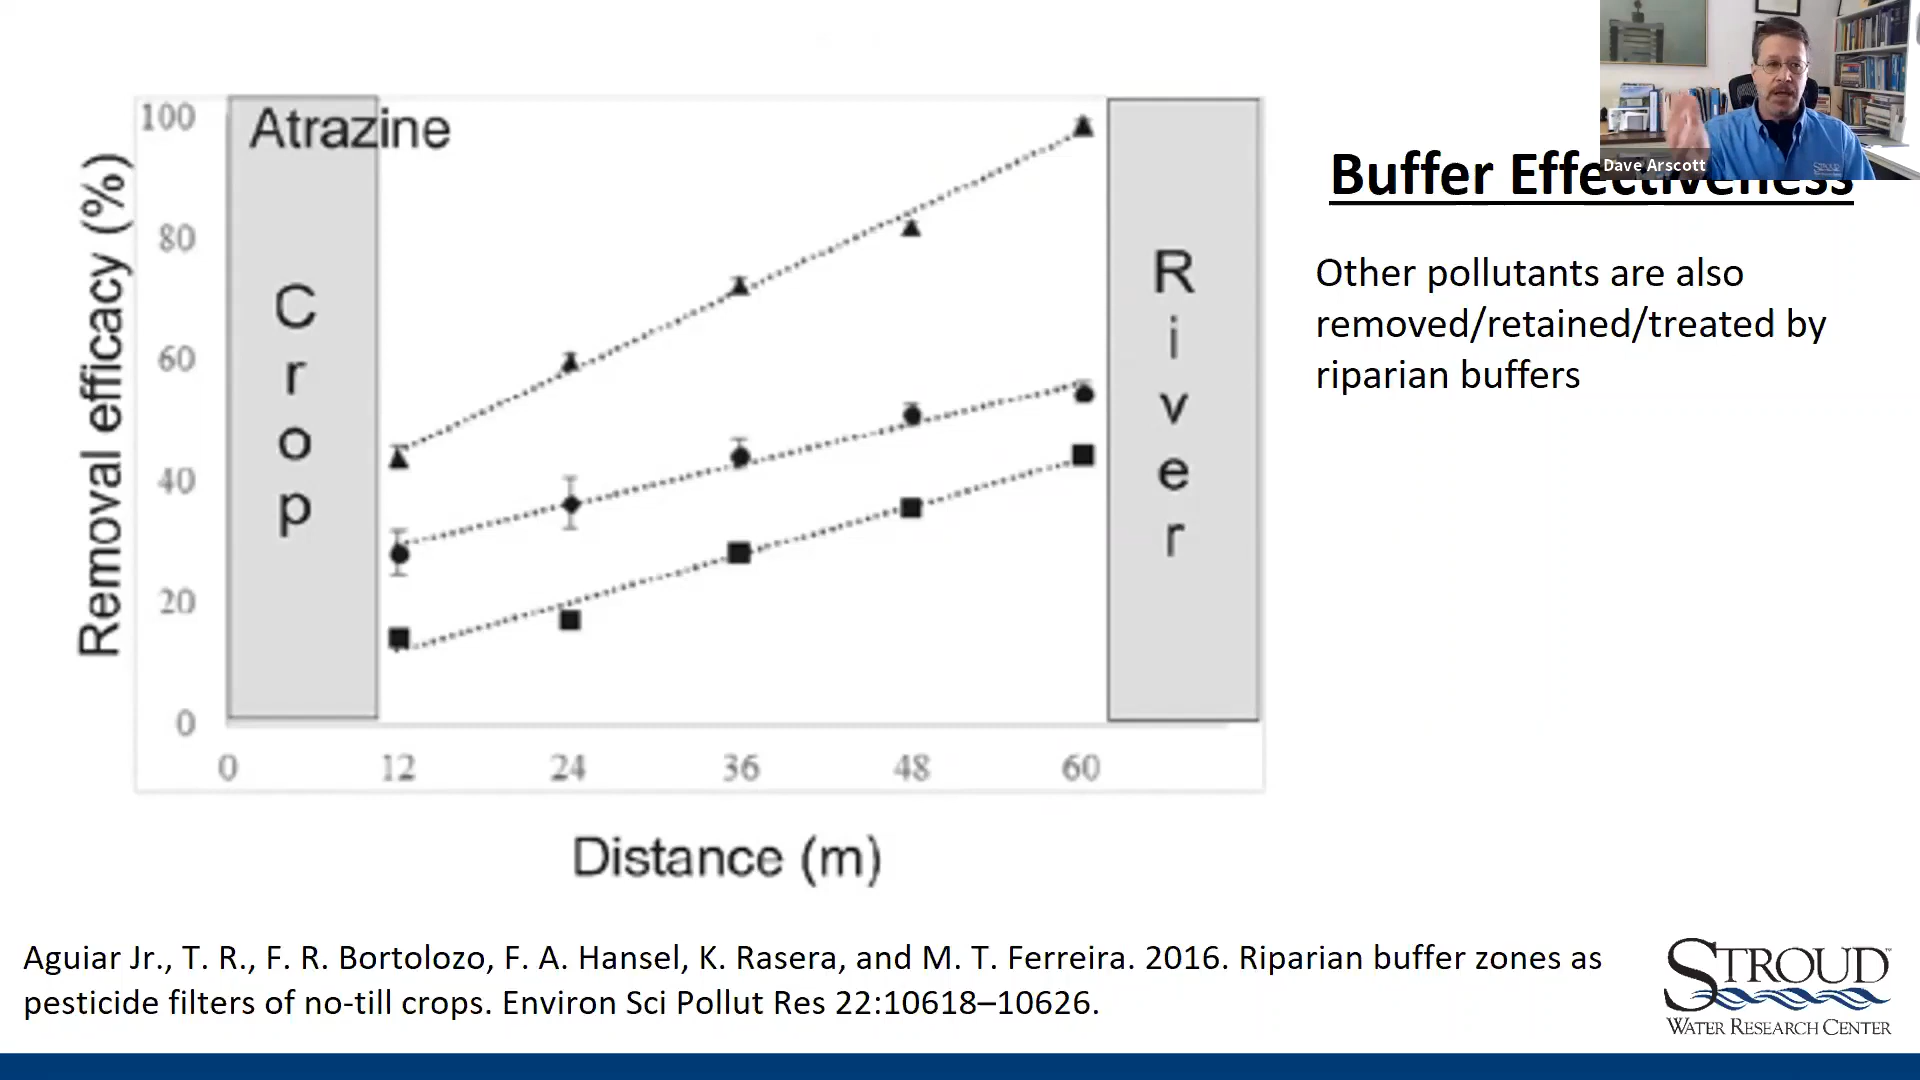 Atrazine
Removal efficacy (%)
100
80
60
40
20
0
Crop
River
0 12 24 36 48 60
Distance (m)
Dave Arscott
Buffer Effectiveness
Other pollutants are also
removed/retained/treated by
riparian buffers
Aguiar Jr., T. R., F. R. Bortolozo, F. A. Hansel, K. Rasera, and M. T. Ferreira. 2016. Riparian buffer zones as
pesticide filters of no-till crops. Environ Sci Pollut Res 22:10618–10626.
STROUD™
WATER RESEARCH CENTER